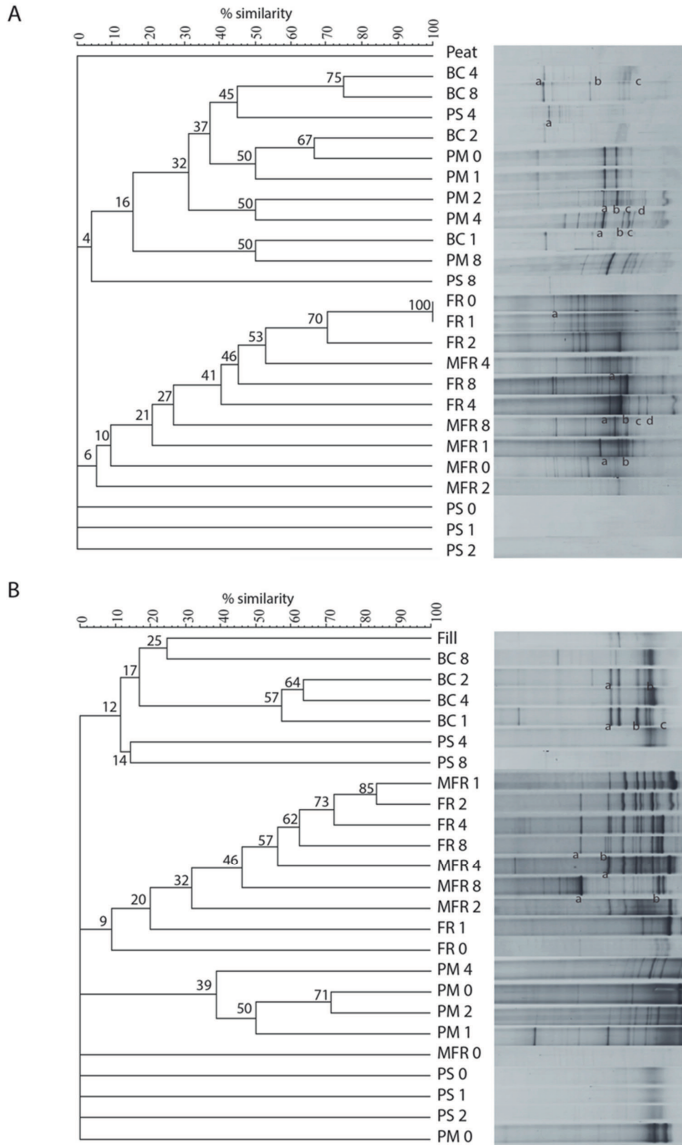 A
% similarity
0 10 20 30 40 50 60 70 80 90 100
Peat
BC 4
75
a b c
BC 8
45
PS 4
a
37
BC 2
67
PM 0
50
32
PM 1
PM 2
50
a b c d
PM 4
16
BC 1
a b c
50
PM 8
4
PS 8
FR 0
100
a
FR 1
70
FR 2
53
MFR 4
46
a
FR 8
41
FR 4
27
MFR 8
a b c d
21
MFR 1
10
a b
MFR 0
6
MFR 2
PS 0
PS 1
PS 2
B
% similarity
0 10 20 30 40 50 60 70 80 90 100
Fill
25
BC 8
17
BC 2
64
a
BC 4
57
12
BC 1
a b c
PS 4
14
PS 8
MFR 1
85
FR 2
73
FR 4
62
FR 8
57
a b
MFR 4
46
a
MFR 8
32
a b
MFR 2
20
FR 1
9
FR 0
PM 4
39
PM 0
71
PM 2
50
PM 1
MFR 0
PS 0
PS 1
PS 2
PM 0